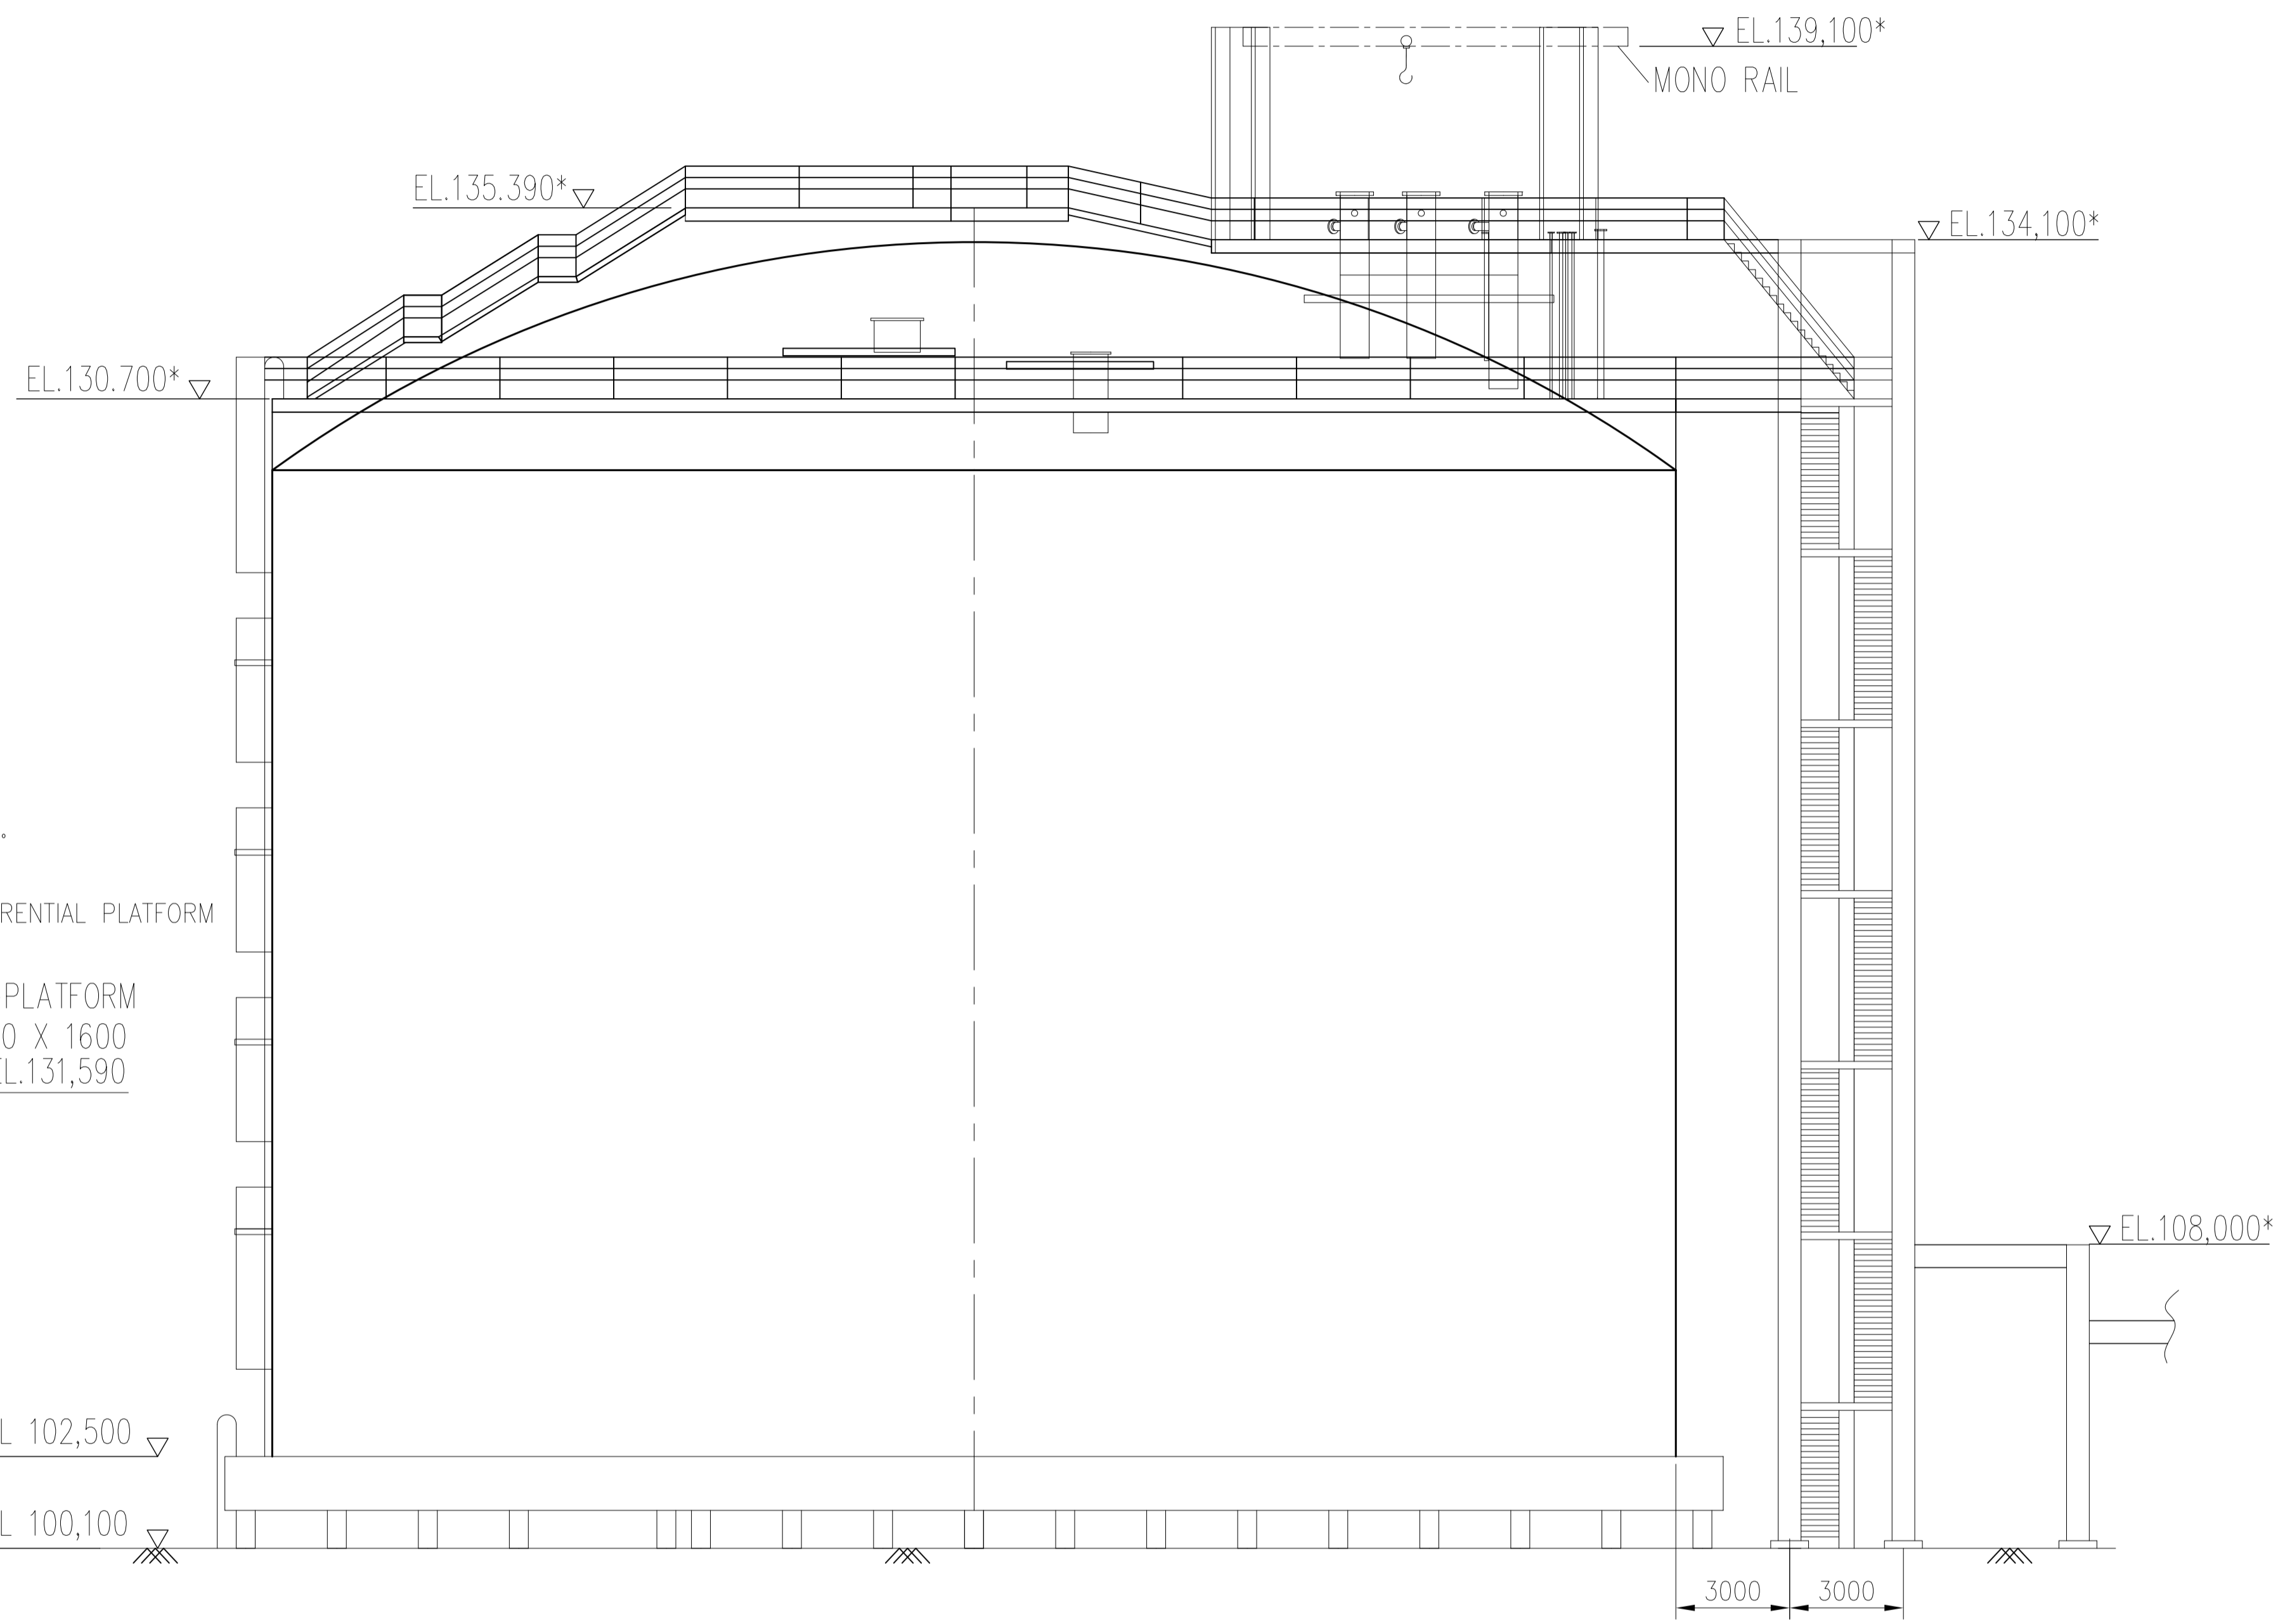 EL.139,100*
MONO RAIL
EL.135.390*
EL.134,100*
EL.130.700*
°
RENTIAL PLATFORM
PLATFORM
0 X 1600
EL.131,590
EL.108,000*
L 102,500
L 100,100
3000 3000